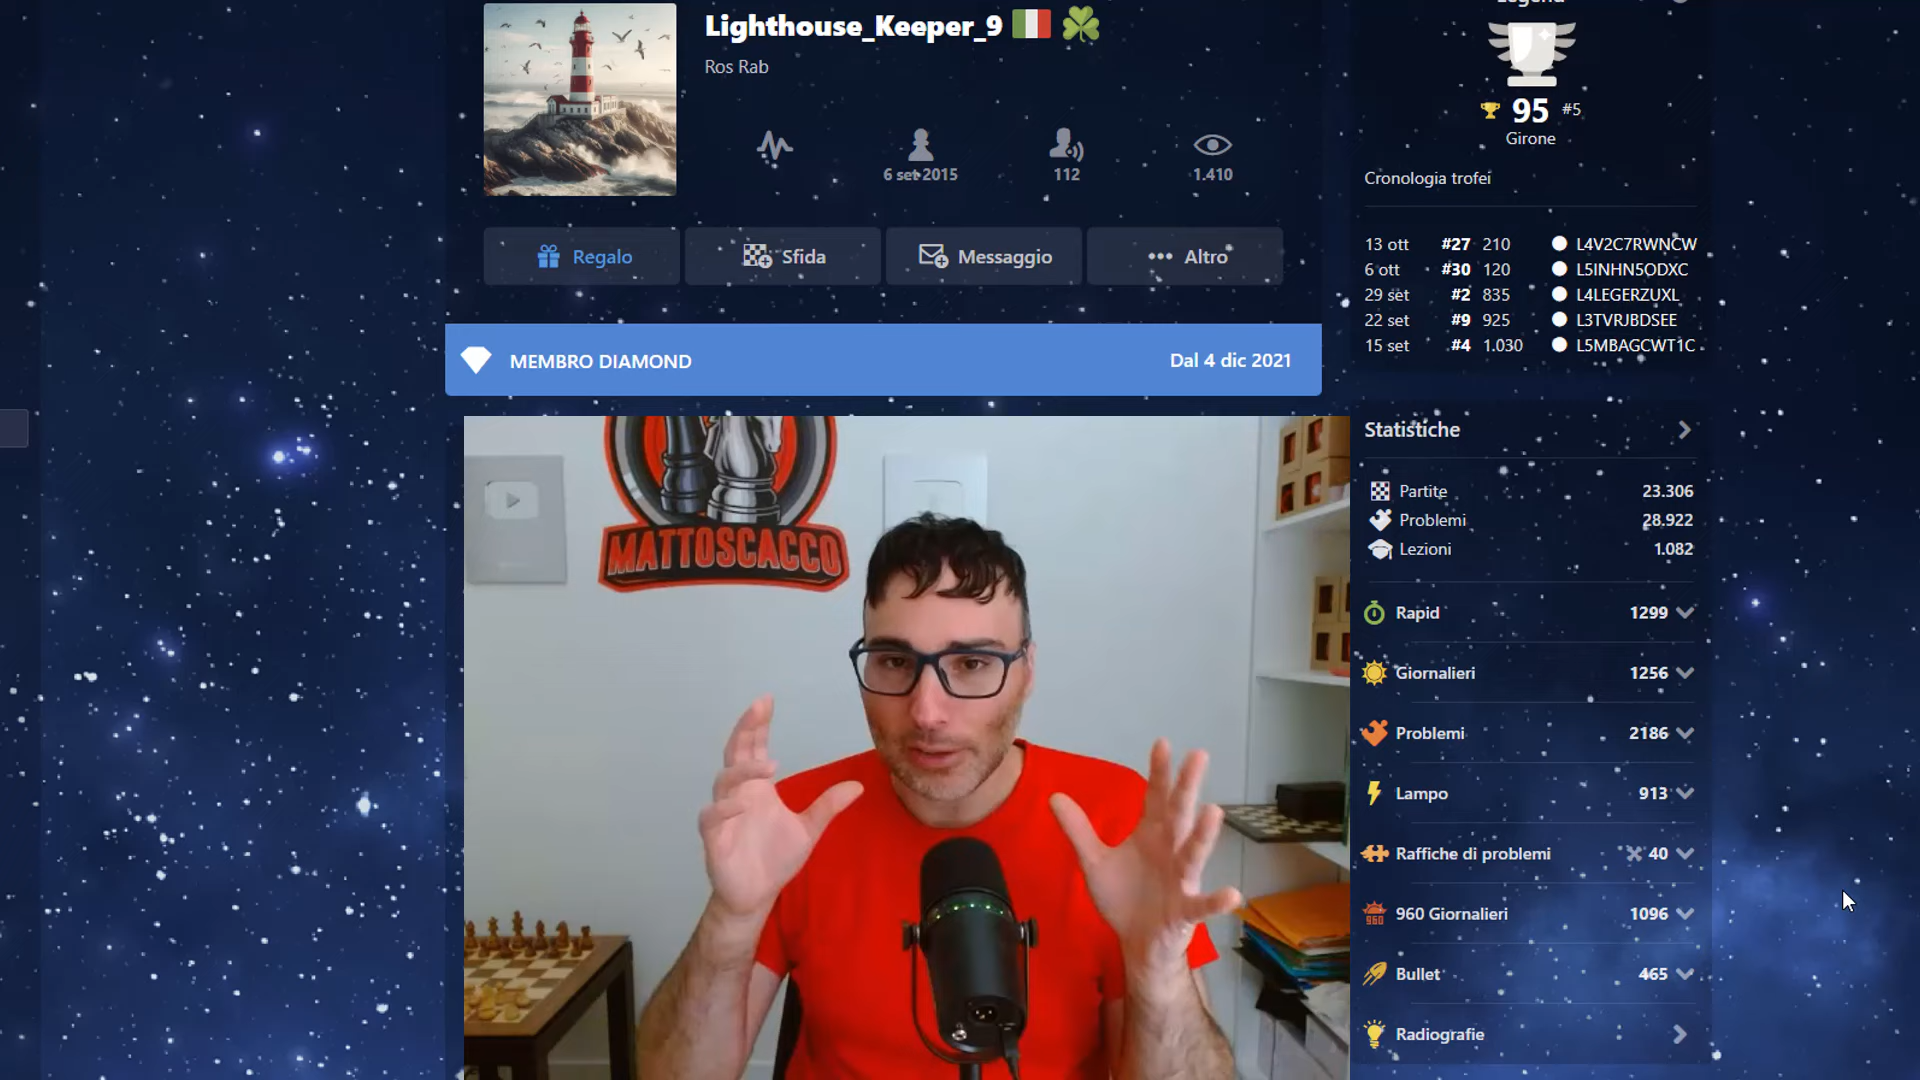 Lighthouse_Keeper_9
Ros Rab
6 set 2015
112
1.410
Regalo
Sfida
Messaggio
Altro
MEMBRO DIAMOND
Dal 4 dic 2021
MATTOSCACCO
Legend
95 #5
Girone
Cronologia trofei
13 ott #27 210 L4V2C7RWNCW
6 ott #30 120 L5INHN5ODXC
29 set #2 835 L4LEGERZUXL
22 set #9 925 L3TVRJBDSEE
15 set #4 1.030 L5MBAGCWT1C
Statistiche
Partite 23.306
Problemi 28.922
Lezioni 1.082
Rapid 1299
Giornalieri 1256
Problemi 2186
Lampo 913
Raffiche di problemi 40
960 Giornalieri 1096
Bullet 465
Radiografie